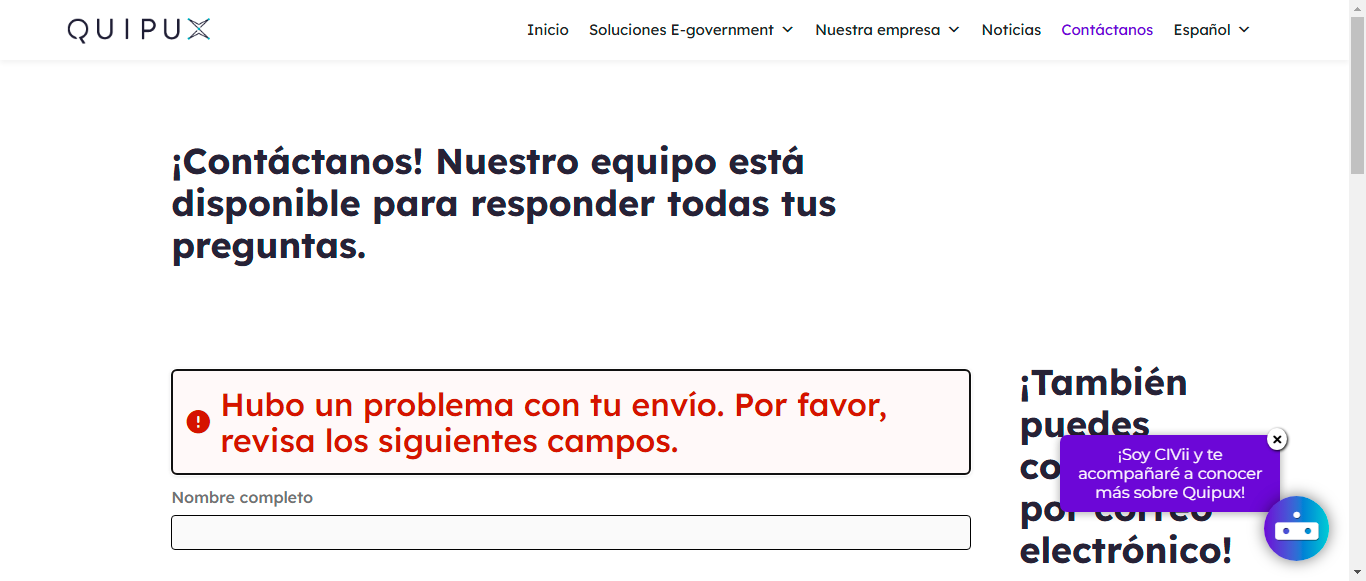 QUIPUX
Inicio
Soluciones E-government
Nuestra empresa
Noticias
Contáctanos
Español
¡Contáctanos! Nuestro equipo está
disponible para responder todas tus
preguntas.
Hubo un problema con tu envío. Por favor,
revisa los siguientes campos.
Nombre completo
¡También
puedes
por correo
electrónico!
¡Soy CIVii y te
acompañaré a conocer
más sobre Quipux!